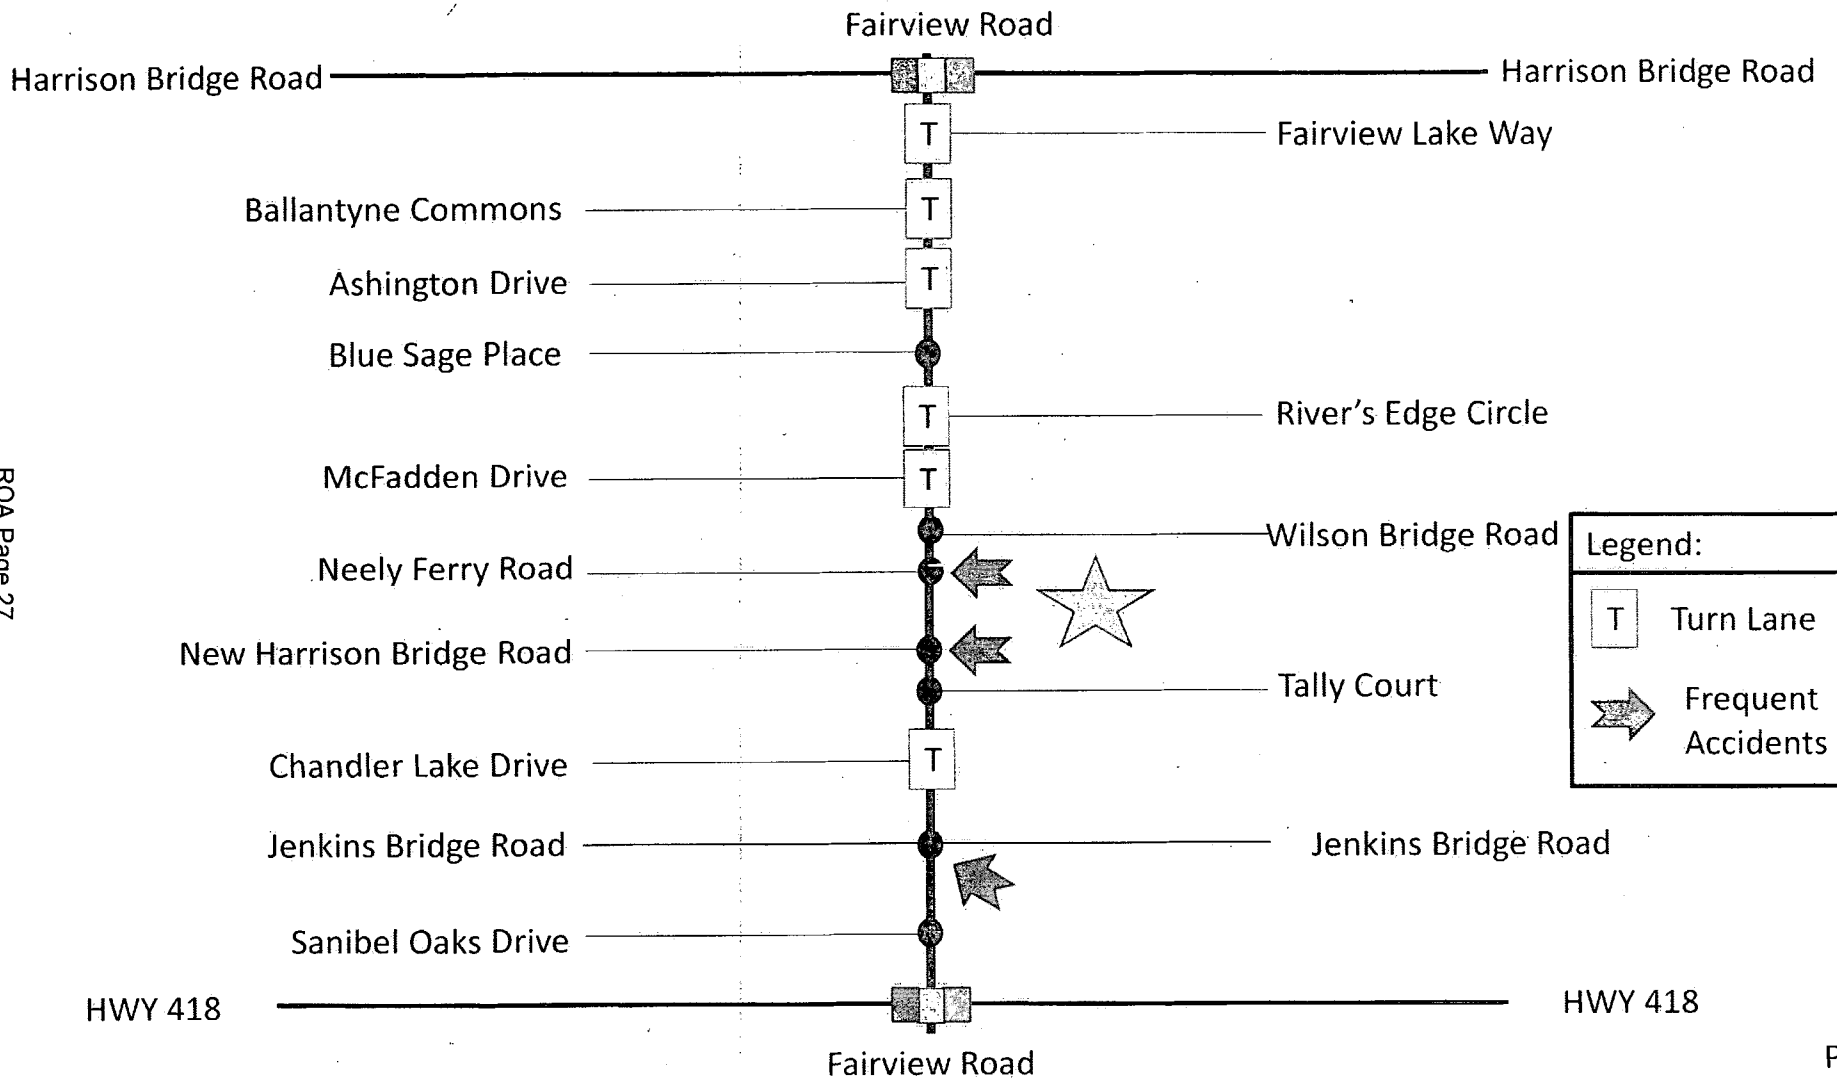 Fairview Road
Harrison Bridge Road
Harrison Bridge Road
T
Fairview Lake Way
Ballantyne Commons
T
Ashington Drive
T
Blue Sage Place
T
River's Edge Circle
McFadden Drive
T
Wilson Bridge Road
Neely Ferry Road
New Harrison Bridge Road
Tally Court
Chandler Lake Drive
T
Jenkins Bridge Road
Jenkins Bridge Road
Sanibel Oaks Drive
HWY 418
HWY 418
Fairview Road
Legend:
T Turn Lane
Frequent
Accidents
ROA Page 27
P